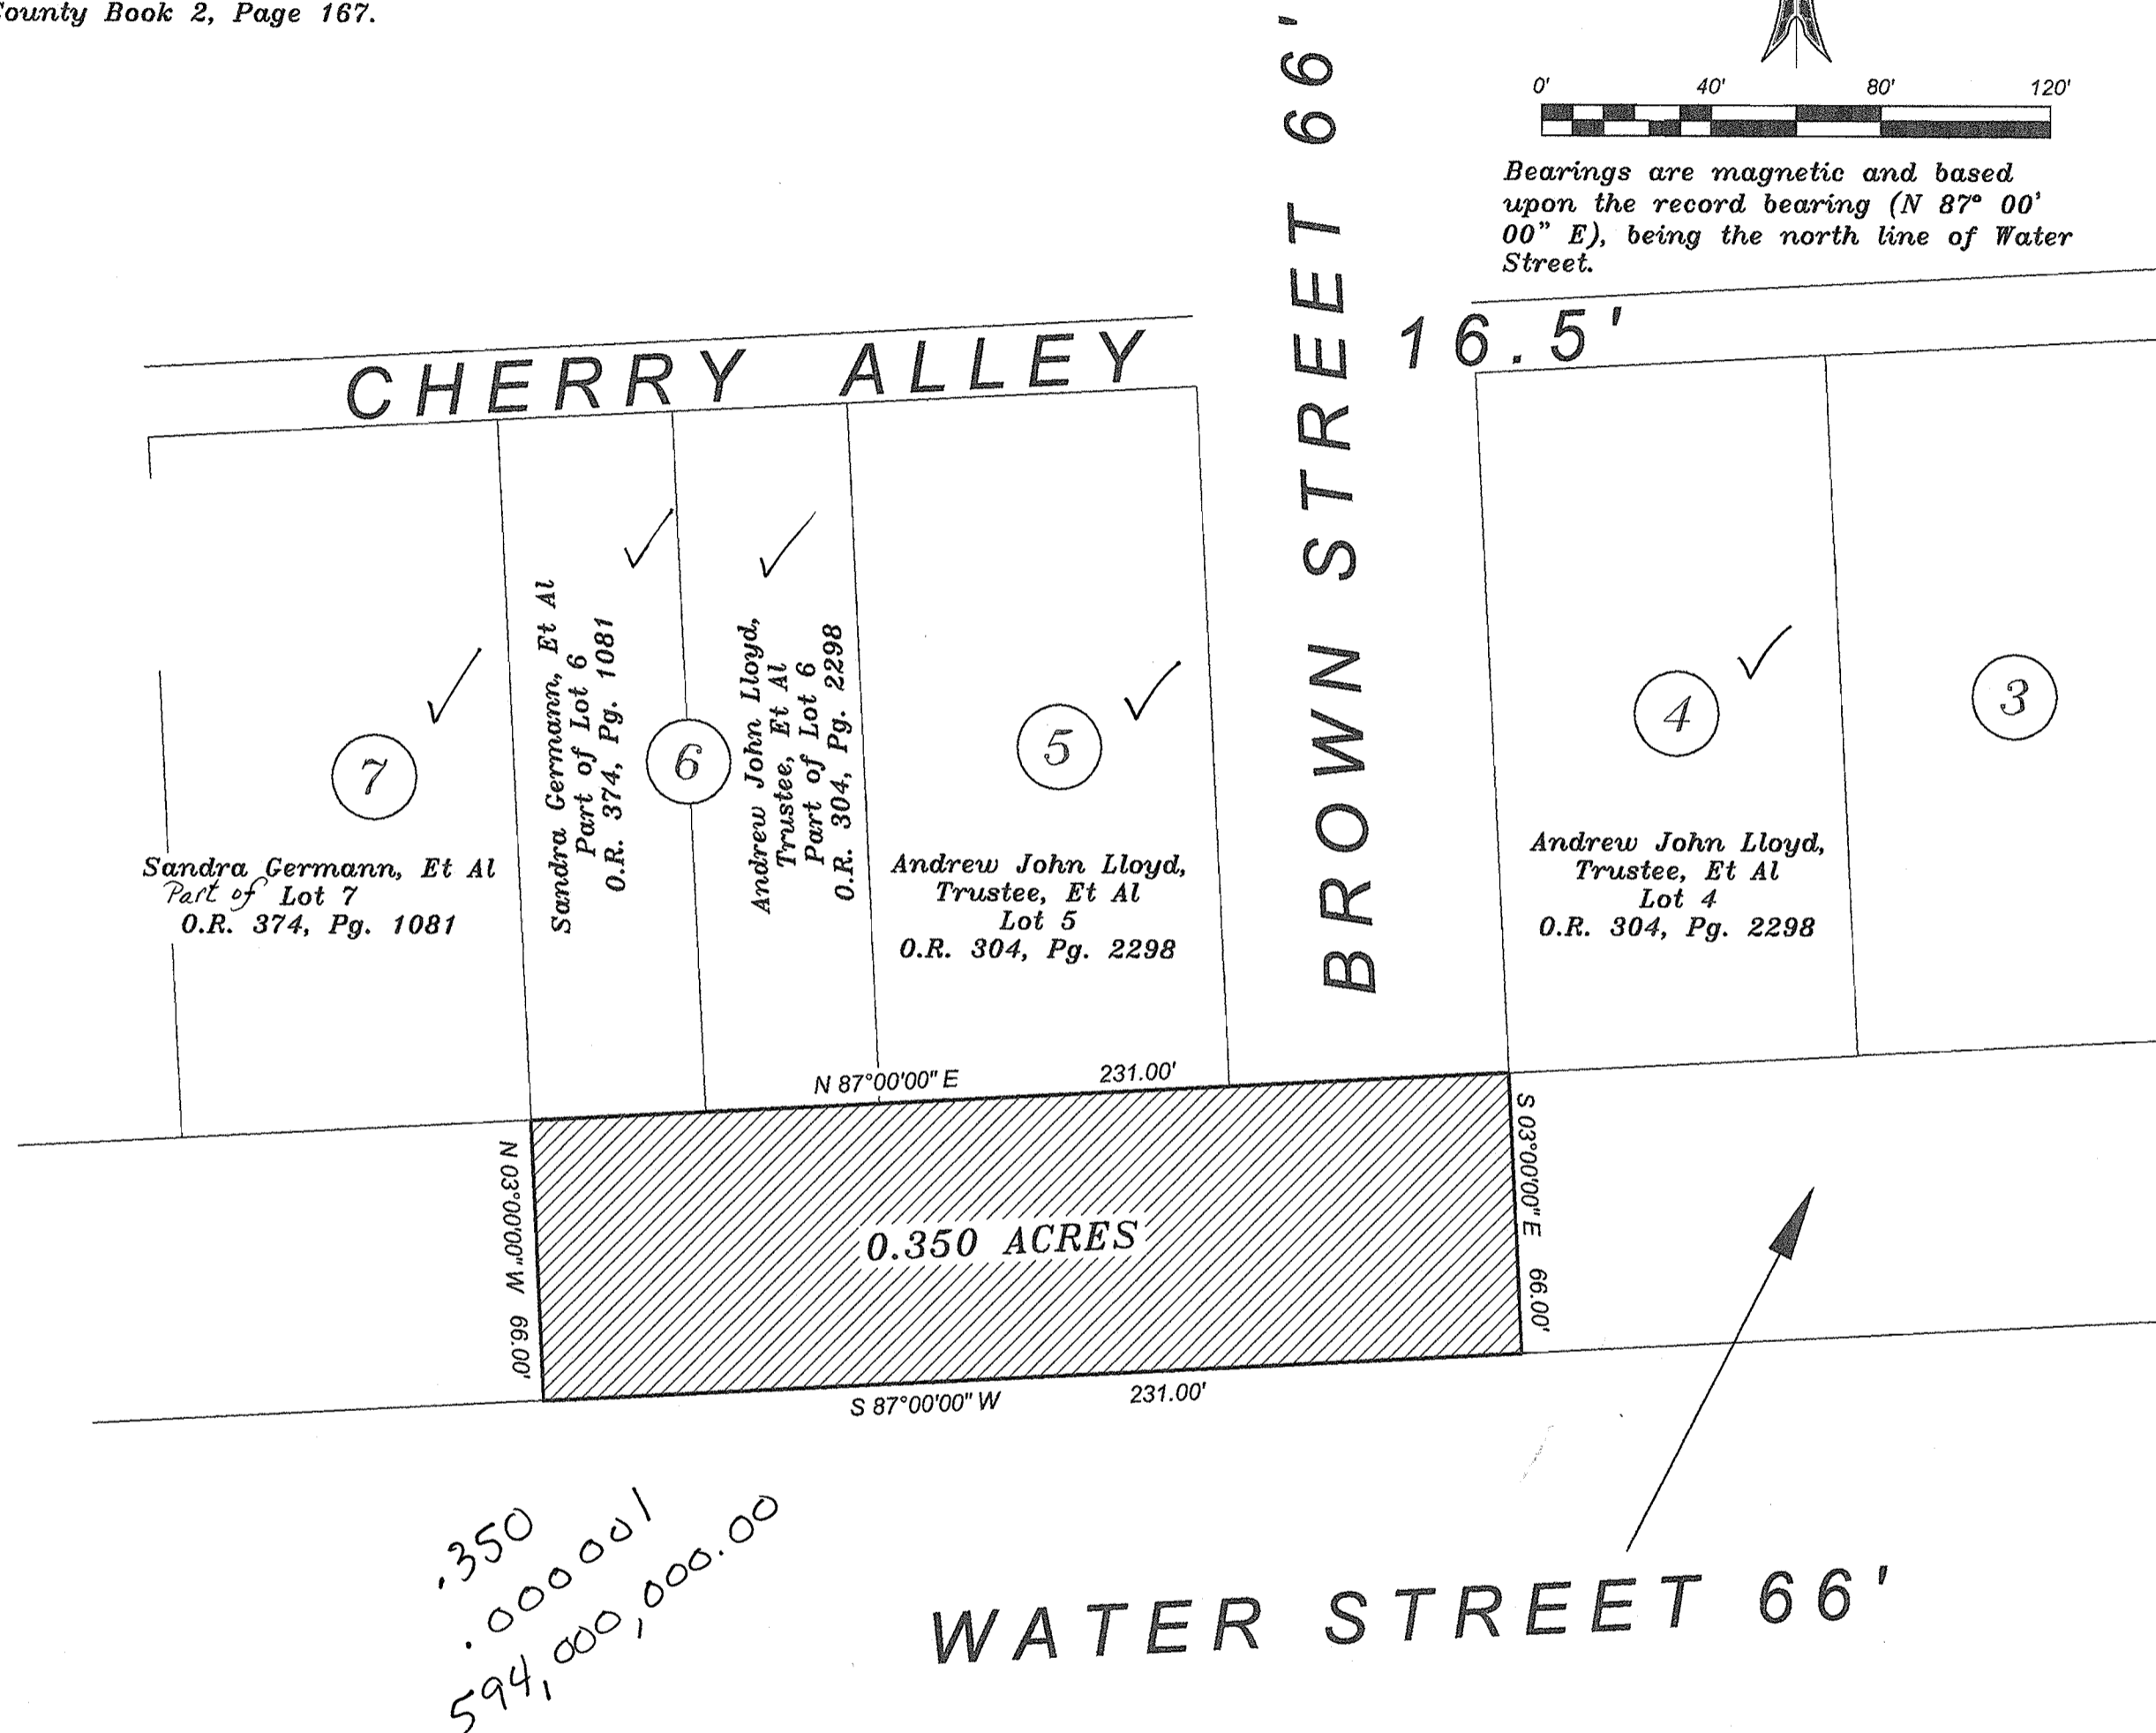 County Book 2, Page 167.
0' 40' 80' 120'
Bearings are magnetic and based
upon the record bearing (N 87° 00'
00" E), being the north line of Water
Street.
CHERRY ALLEY 16.5'
BROWN STREET 66'
7
Sandra Germann, Et Al
Part of Lot 7
O.R. 374, Pg. 1081
Sandra Germann, Et Al
Part of Lot 6
O.R. 374, Pg. 1081
6
Andrew John Lloyd,
Trustee, Et Al
Part of Lot 6
O.R. 304, Pg. 2298
5
Andrew John Lloyd,
Trustee, Et Al
Lot 5
O.R. 304, Pg. 2298
4
Andrew John Lloyd,
Trustee, Et Al
Lot 4
O.R. 304, Pg. 2298
3
N 87°00'00" E 231.00'
N 03°00'00" W 66.00'
0.350 ACRES
S 03°00'00" E 66.00'
S 87°00'00" W 231.00'
.350
.000001
594,000,000.00
WATER STREET 66'